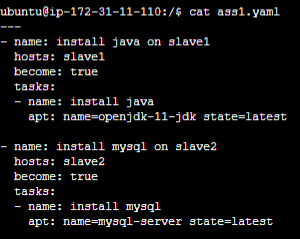 ubuntu@ip-172-31-11-110:/$ cat ass1.yaml
---
- name: install java on slave1
  hosts: slave1
  become: true
  tasks:
  - name: install java
    apt: name=openjdk-11-jdk state=latest

- name: install mysql on slave2
  hosts: slave2
  become: true
  tasks:
  - name: install mysql
    apt: name=mysql-server state=latest